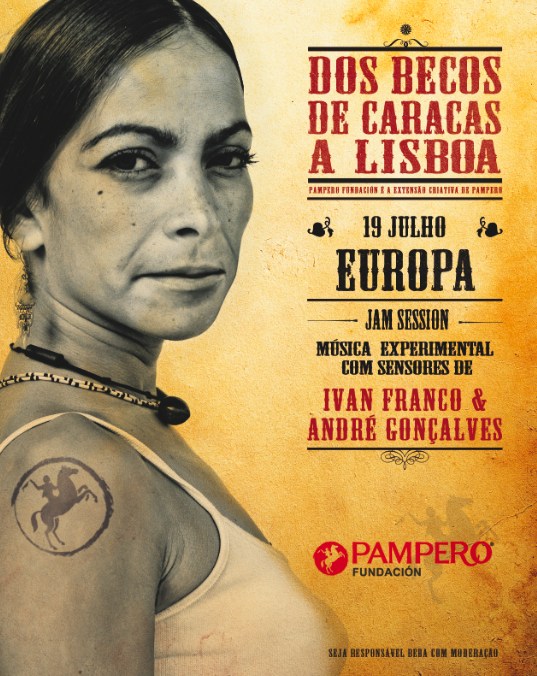 DOS BECOS
DE CARACAS
A LISBOA
PAMPERO FUNDACIÓN E A EXTENSÃO CRIATIVA DE PAMPERO
19 JULHO
EUROPA
JAM SESSION
MÚSICA EXPERIMENTAL
COM SENSORES DE
IVAN FRANCO &
ANDRÉ GONÇALVES
PAMPERO®
FUNDACIÓN
SEJA RESPONSÁVEL BEBA COM MODERAÇÃO